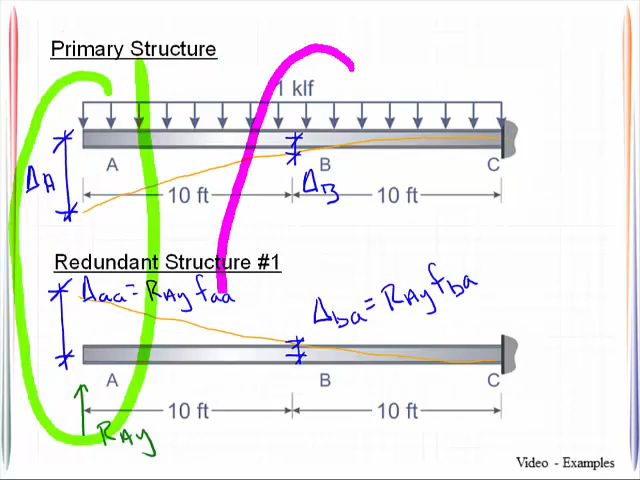 Primary Structure
1 klf
A B C
ΔA
ΔB
10 ft 10 ft
Redundant Structure #1
Δaa = RAy faa
Δba = RAy fba
A B C
10 ft 10 ft
RAy
Video - Examples